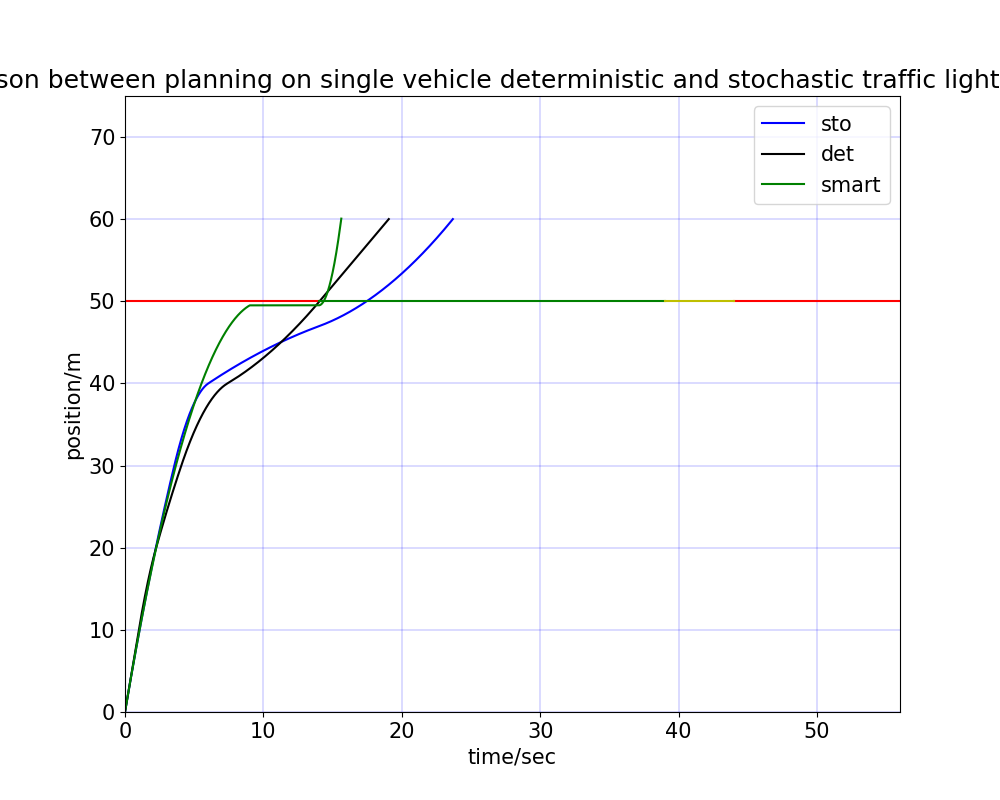 son between planning on single vehicle deterministic and stochastic traffic light
sto
det
smart
70
60
50
40
30
20
10
0
position/m
0 10 20 30 40 50
time/sec